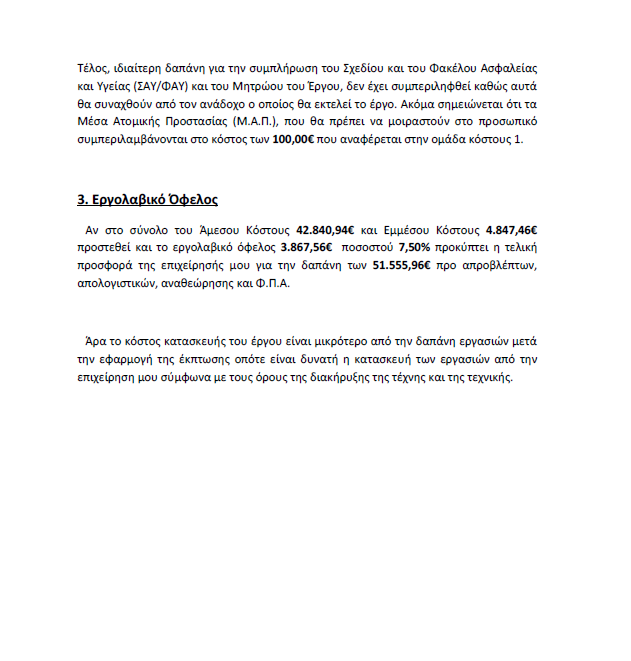 Τέλος, ιδιαίτερη δαπάνη για την συμπλήρωση του Σχεδίου και του Φακέλου Ασφαλείας
και Υγείας (ΣΑΥ/ΦΑΥ) και του Μητρώου του Έργου, δεν έχει συμπεριληφθεί καθώς αυτά
θα συναχθούν από τον ανάδοχο ο οποίος θα εκτελεί το έργο. Ακόμα σημειώνεται ότι τα
Μέσα Ατομικής Προστασίας (Μ.Α.Π.), που θα πρέπει να μοιραστούν στο προσωπικό
συμπεριλαμβάνονται στο κόστος των 100,00€ που αναφέρεται στην ομάδα κόστους 1.
3. Εργολαβικό Όφελος
Αν στο σύνολο του Άμεσου Κόστους 42.840,94€ και Εμμέσου Κόστους 4.847,46€
προστεθεί και το εργολαβικό όφελος 3.867,56€ ποσοστού 7,50% προκύπτει η τελική
προσφορά της επιχείρησής μου για την δαπάνη των 51.555,96€ προ απροβλέπτων,
απολογιστικών, αναθεώρησης και Φ.Π.Α.
Άρα το κόστος κατασκευής του έργου είναι μικρότερο από την δαπάνη εργασιών μετά
την εφαρμογή της έκπτωσης οπότε είναι δυνατή η κατασκευή των εργασιών από την
επιχείρηση μου σύμφωνα με τους όρους της διακήρυξης της τέχνης και της τεχνικής.